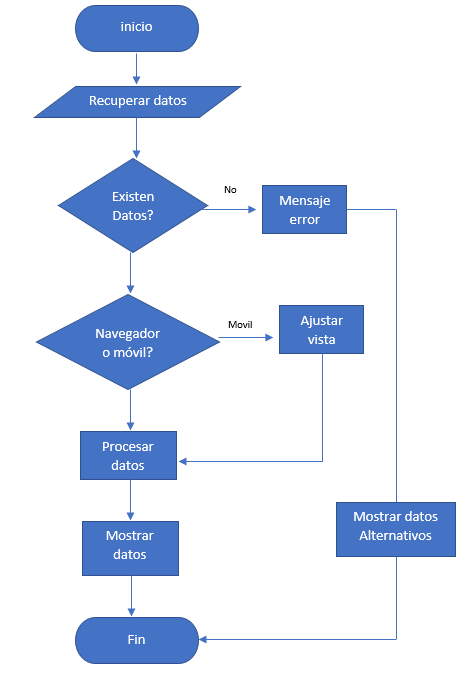 inicio
Recuperar datos
Existen
Datos?
No
Mensaje
error
Navegador
o móvil?
Movil
Ajustar
vista
Procesar
datos
Mostrar
datos
Mostrar datos
Alternativos
Fin